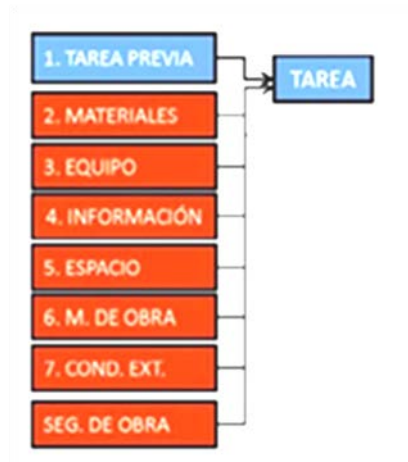 1. TAREA PREVIA
TAREA
2. MATERIALES
3. EQUIPO
4. INFORMACIÓN
5. ESPACIO
6. M. DE OBRA
7. COND. EXT.
SEG. DE OBRA